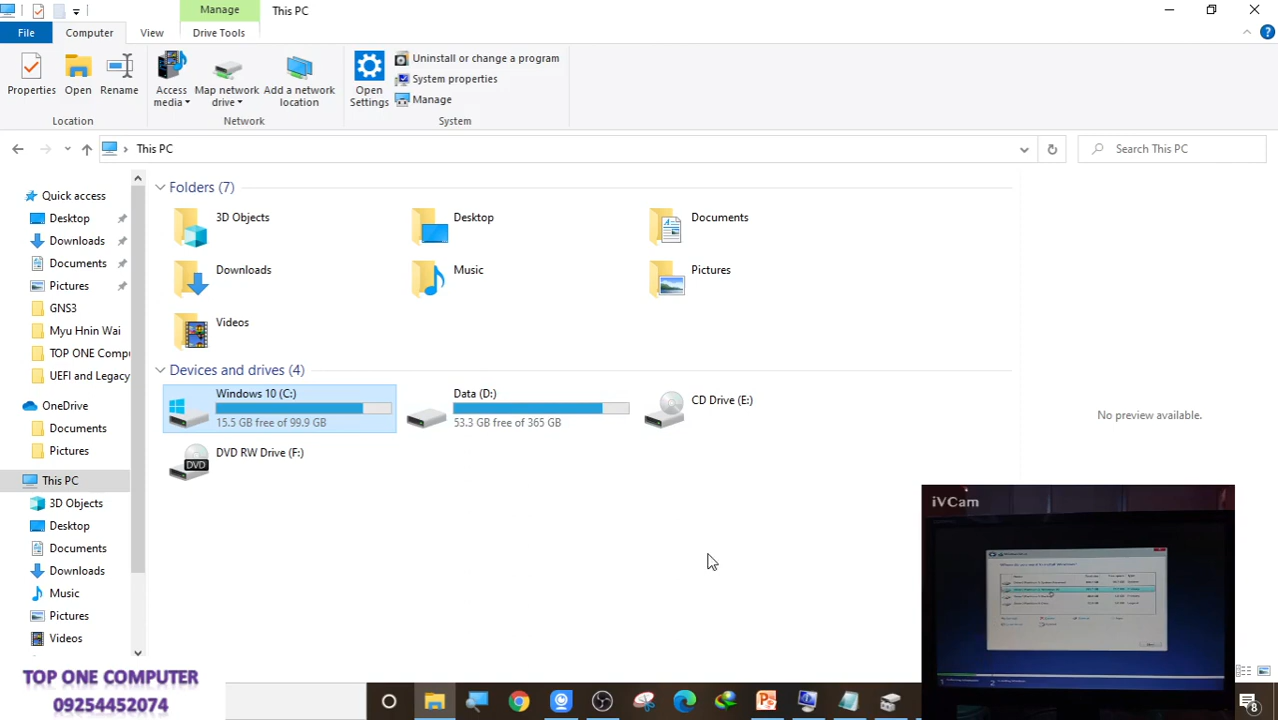 Manage
This PC
File
Computer
View
Drive Tools
Properties
Open
Rename
Access media
Map network drive
Add a network location
Open Settings
Uninstall or change a program
System properties
Manage
Location
Network
System
This PC
Search This PC
Quick access
Desktop
Downloads
Documents
Pictures
GNS3
Myu Hnin Wai
TOP ONE Compu
UEFI and Legacy
OneDrive
Documents
Pictures
This PC
3D Objects
Desktop
Documents
Downloads
Music
Pictures
Videos
Folders (7)
3D Objects
Desktop
Documents
Downloads
Music
Pictures
Videos
Devices and drives (4)
Windows 10 (C:)
15.5 GB free of 99.9 GB
Data (D:)
53.3 GB free of 365 GB
CD Drive (E:)
DVD
DVD RW Drive (F:)
No preview available.
iVCam
TOP ONE COMPUTER
09254452074
8